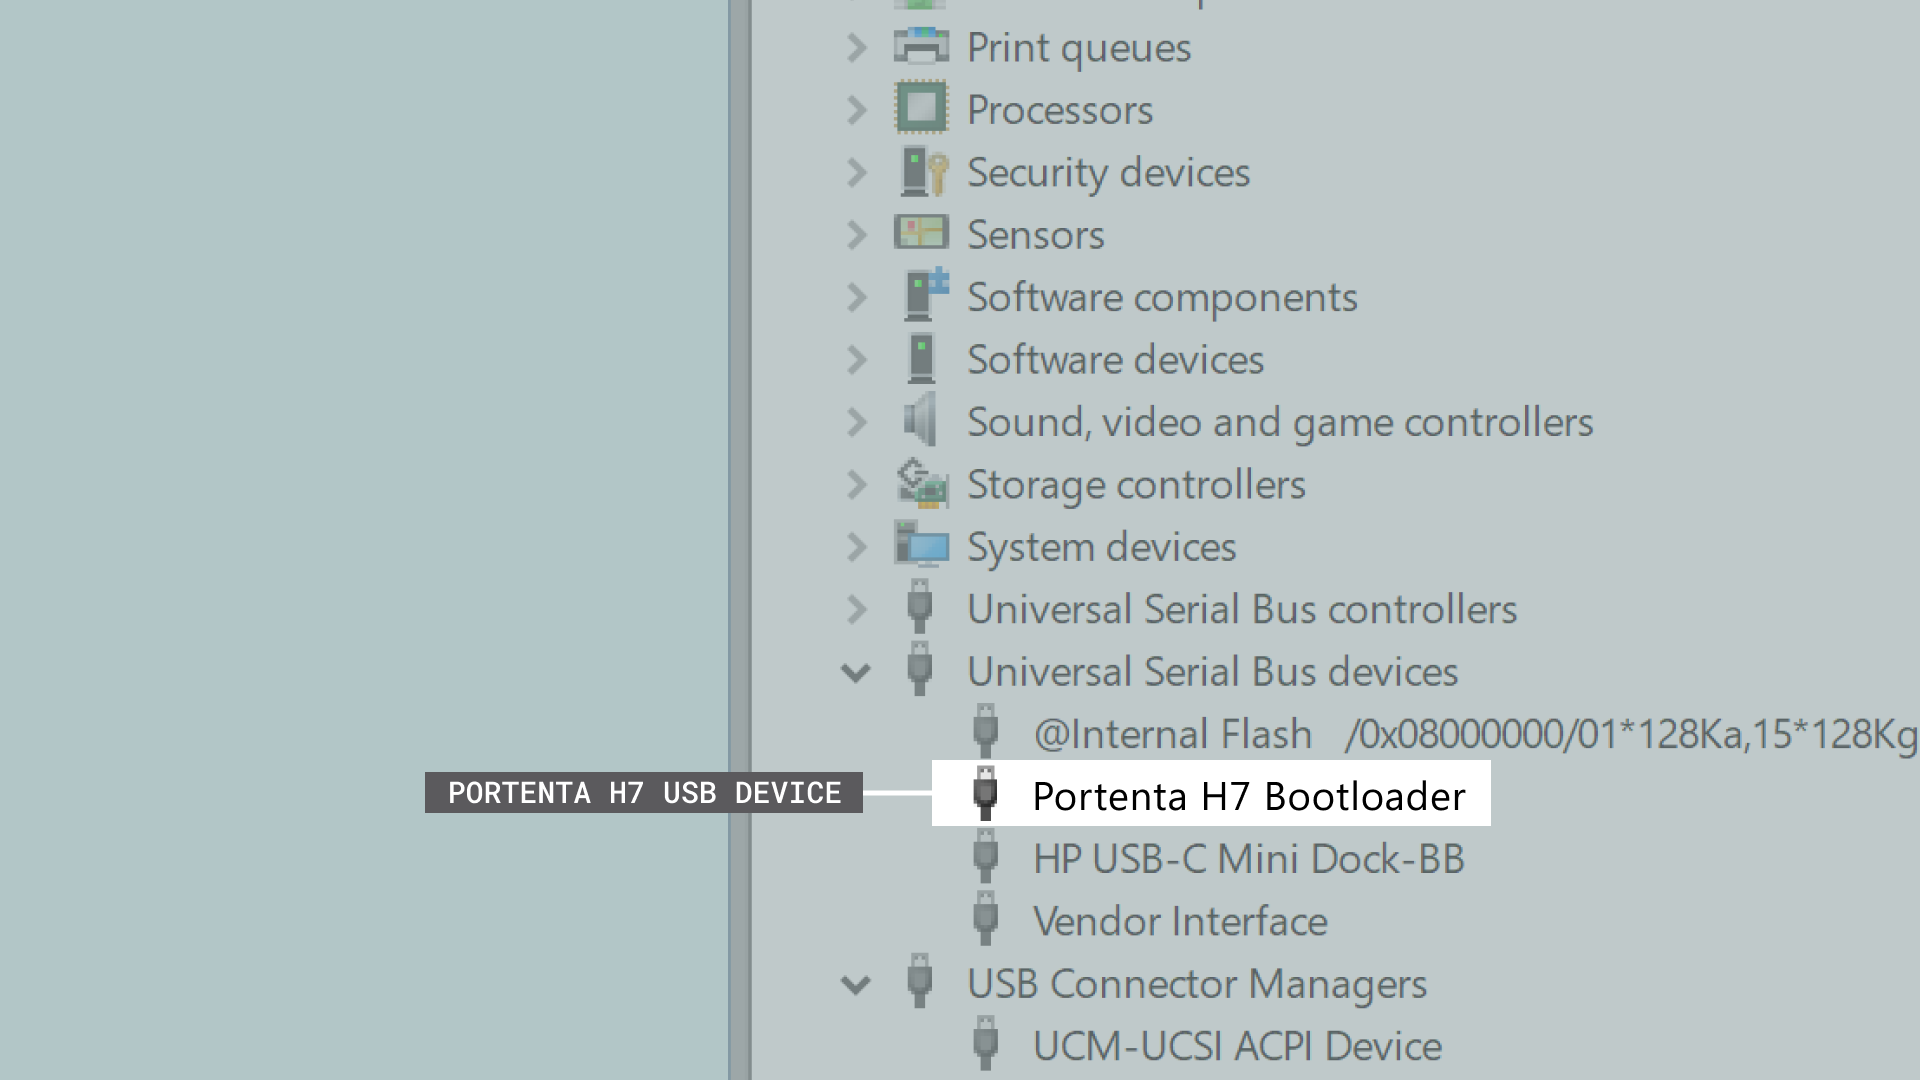 Print queues
Processors
Security devices
Sensors
Software components
Software devices
Sound, video and game controllers
Storage controllers
System devices
Universal Serial Bus controllers
Universal Serial Bus devices
@Internal Flash   /0x08000000/01*128Ka,15*128Kg
PORTENTA H7 USB DEVICE
Portenta H7 Bootloader
HP USB-C Mini Dock-BB
Vendor Interface
USB Connector Managers
UCM-UCSI ACPI Device